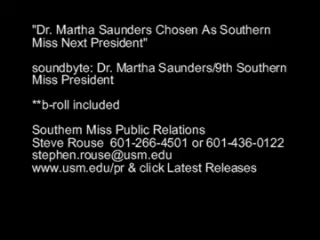 "Dr. Martha Saunders Chosen As Southern
Miss Next President"
soundbyte: Dr. Martha Saunders/9th Southern
Miss President
**b-roll included
Southern Miss Public Relations
Steve Rouse  601-266-4501 or 601-436-0122
stephen.rouse@usm.edu
www.usm.edu/pr & click Latest Releases